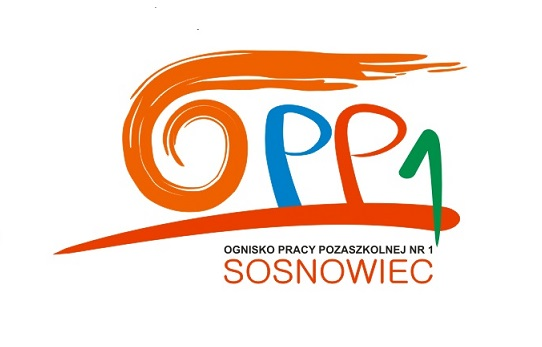 OPP1
OGNISKO PRACY POZASZKOLNEJ NR 1
SOSNOWIEC